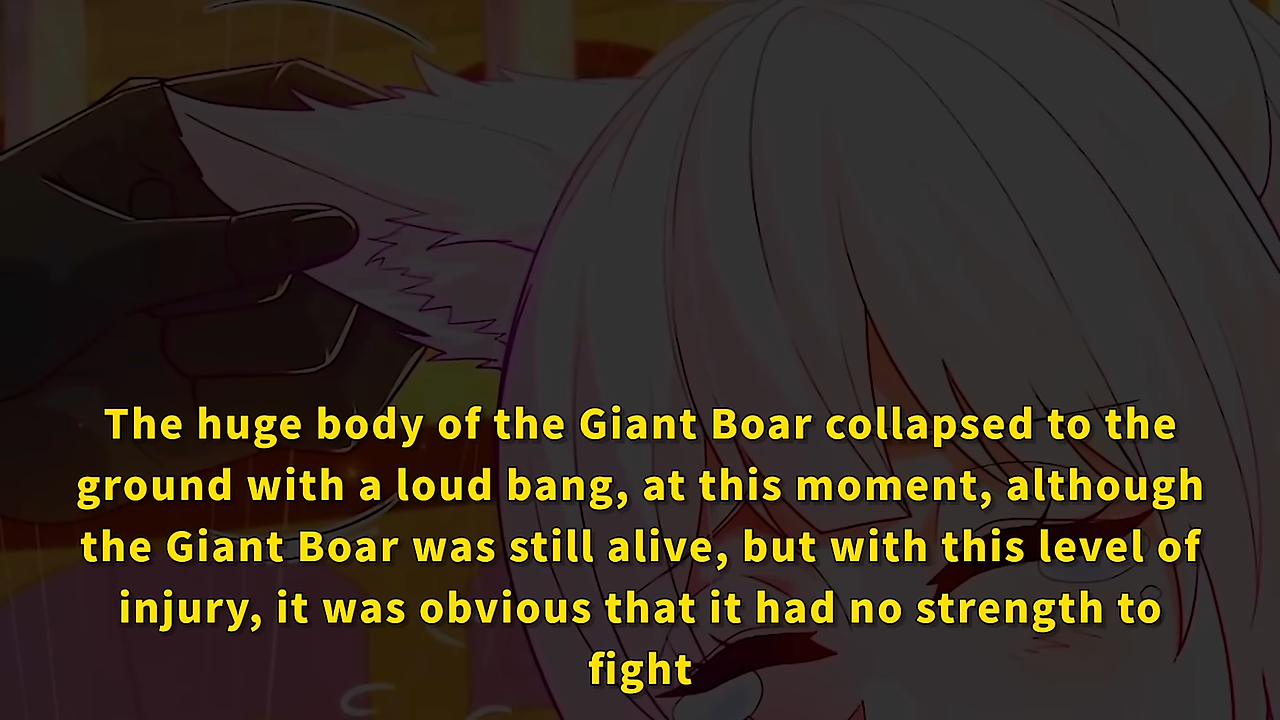 The huge body of the Giant Boar collapsed to the
ground with a loud bang, at this moment, although
the Giant Boar was still alive, but with this level of
injury, it was obvious that it had no strength to
fight